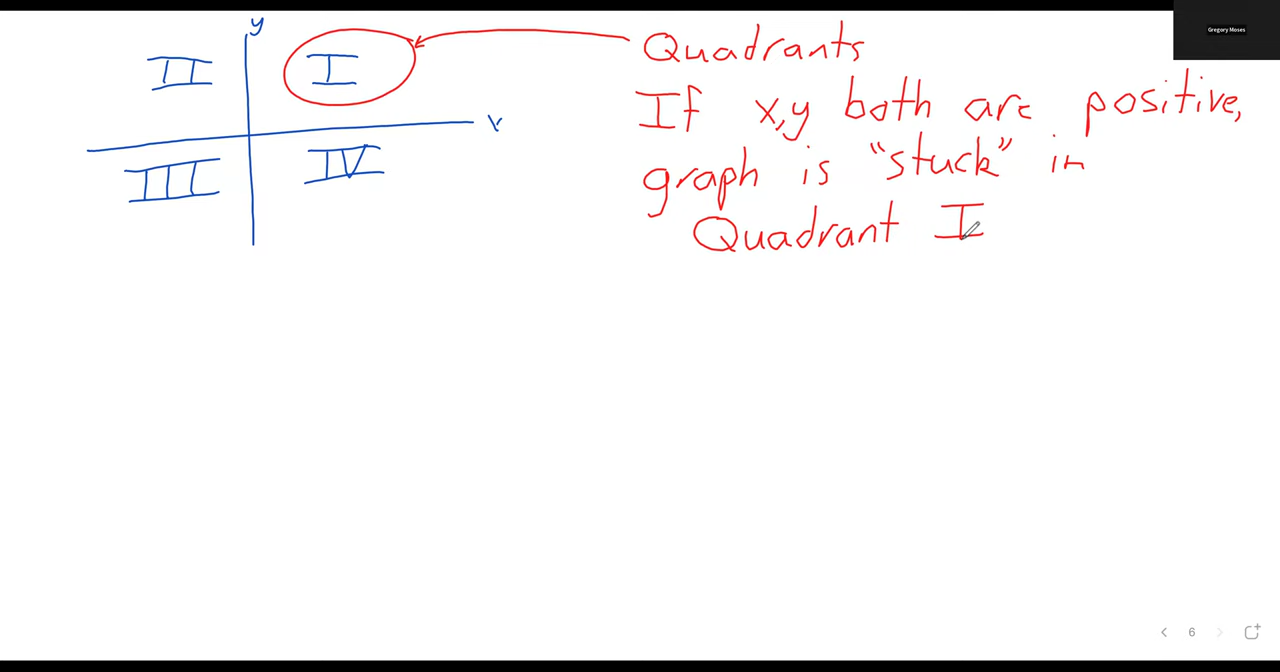 Gregory Moses
y
II
I
x
III
IV
Quadrants
If x,y both are positive,
graph is "stuck" in
Quadrant I
6